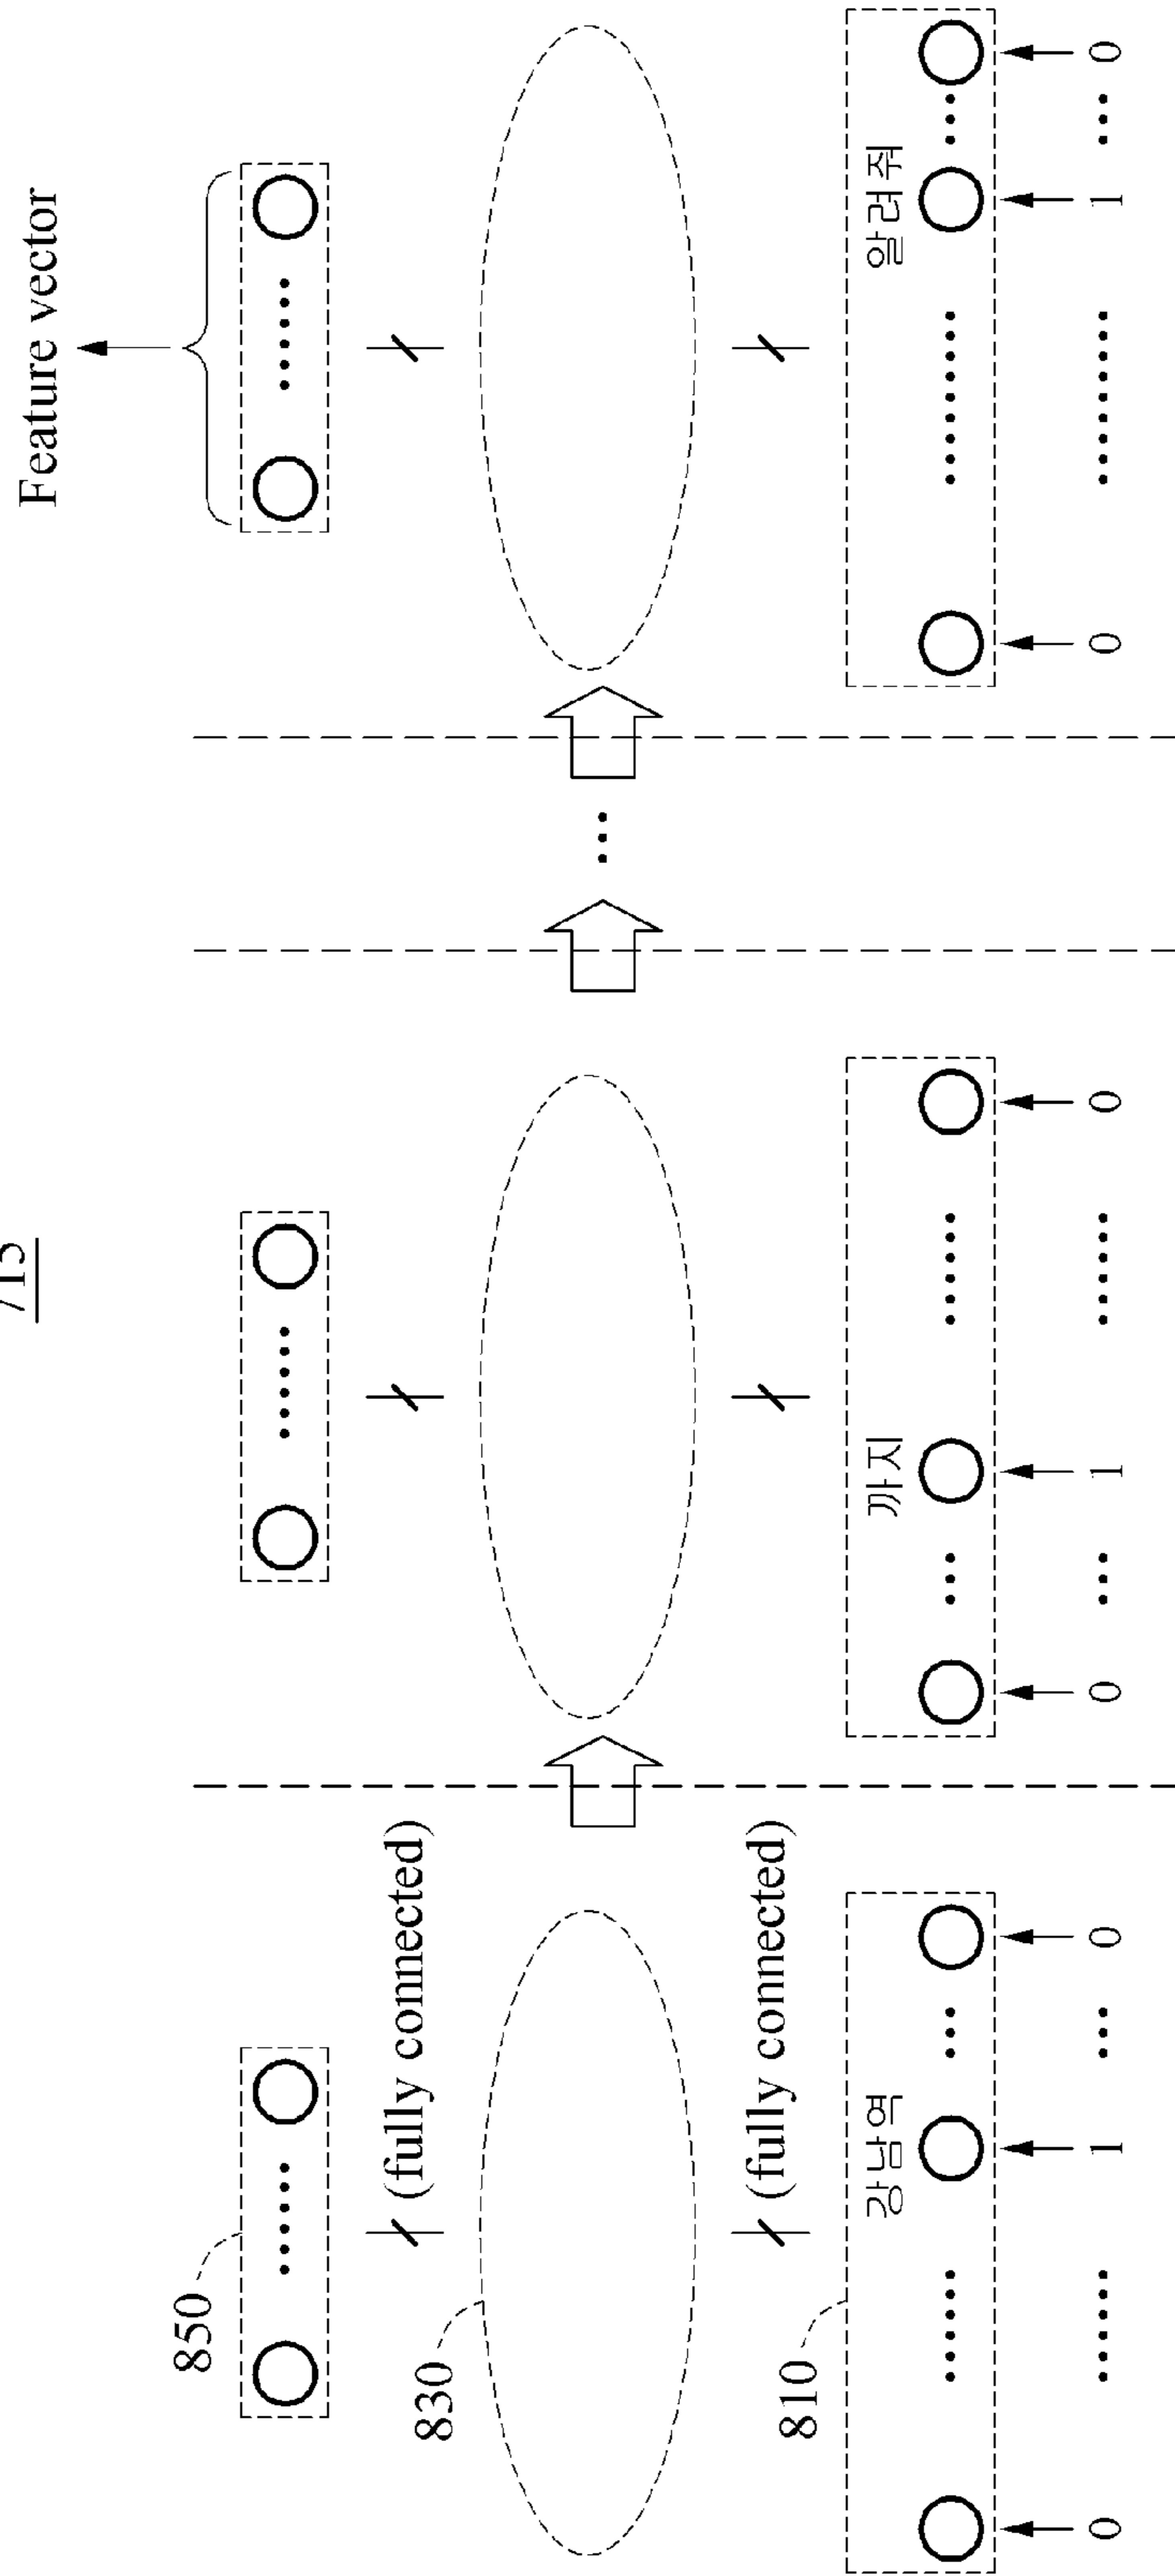 Feature vector
850
(fully connected)
830
(fully connected)
810
강남역 까지 알려줘
0 ...... 1 ... 0 0 ... 1 ...... 0 0 ......... 1 ... 0